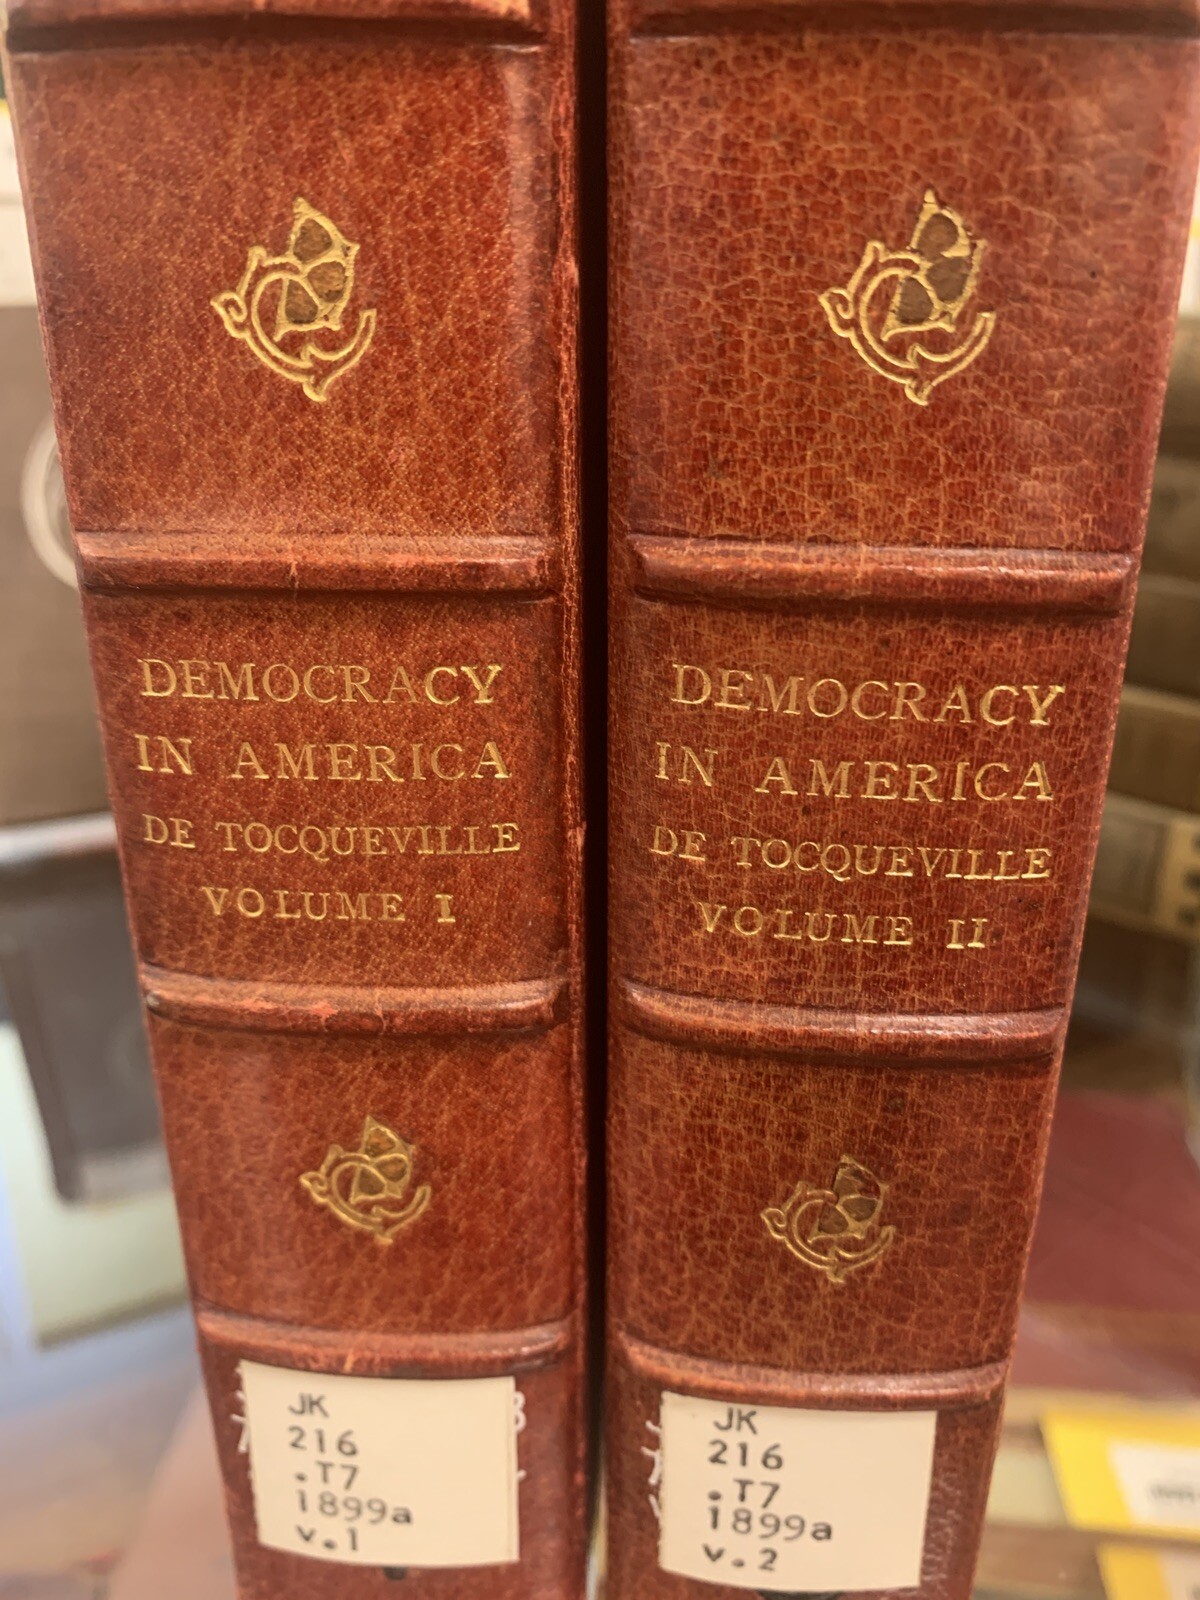 DEMOCRACY
IN AMERICA
DE TOCQUEVILLE
VOLUME I
JK
216
.T7
1899a
v.1
DEMOCRACY
IN AMERICA
DE TOCQUEVILLE
VOLUME II
JK
216
.T7
1899a
v.2